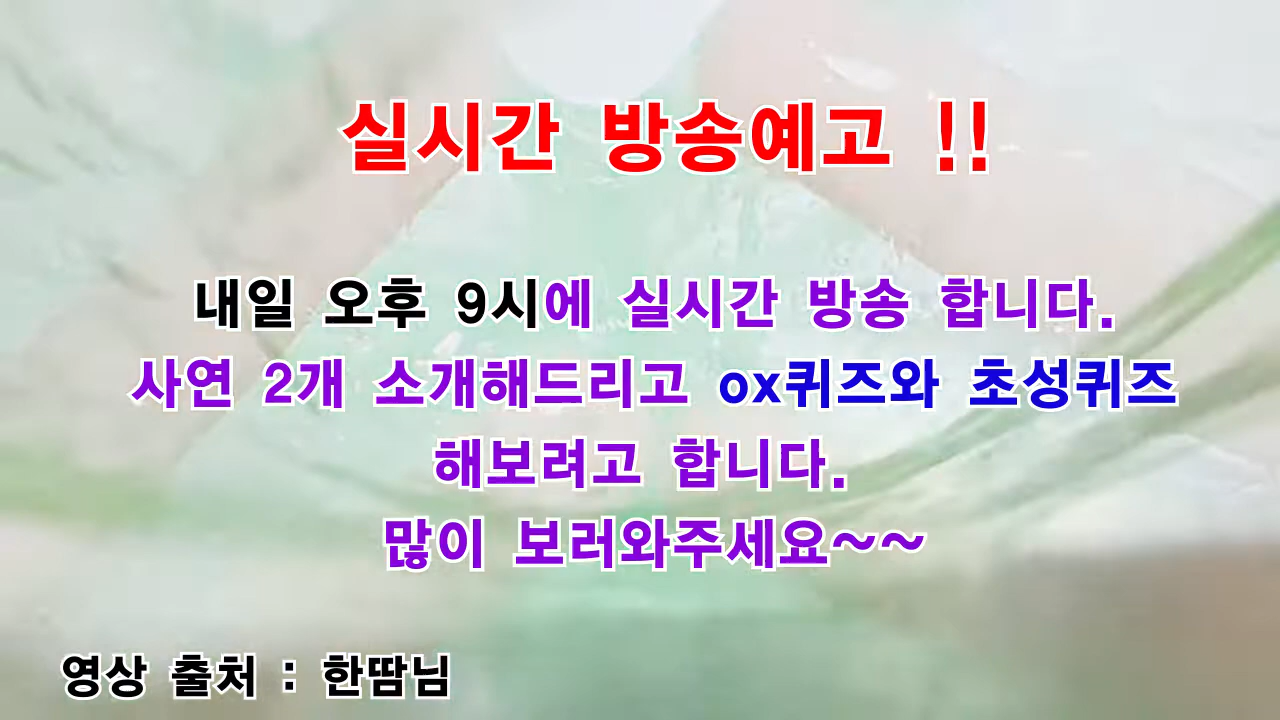 실시간 방송예고 !!
내일 오후 9시에 실시간 방송 합니다.
사연 2개 소개해드리고 ox퀴즈와 초성퀴즈
해보려고 합니다.
많이 보러와주세요~~
영상 출처 : 한땀님